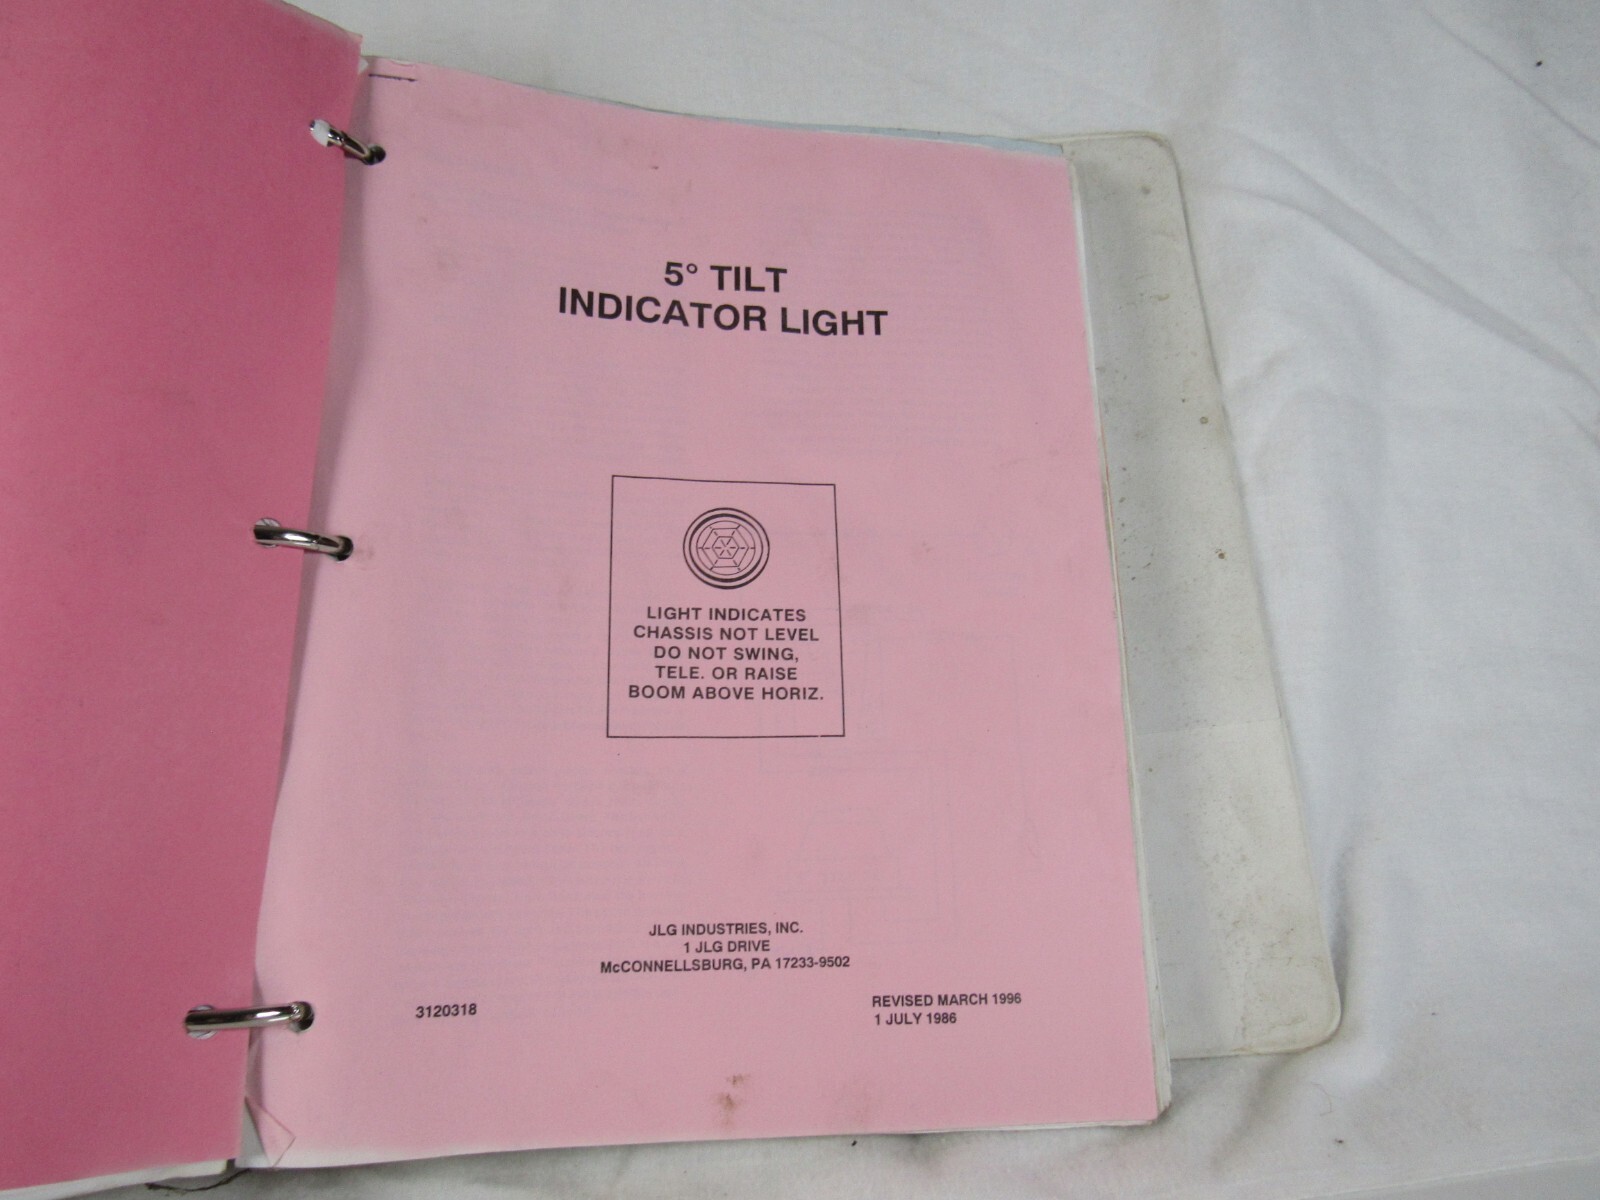 5° TILT
INDICATOR LIGHT
LIGHT INDICATES
CHASSIS NOT LEVEL
DO NOT SWING,
TELE. OR RAISE
BOOM ABOVE HORIZ.
JLG INDUSTRIES, INC.
1 JLG DRIVE
McCONNELLSBURG, PA 17233-9502
3120318
REVISED MARCH 1996
1 JULY 1986